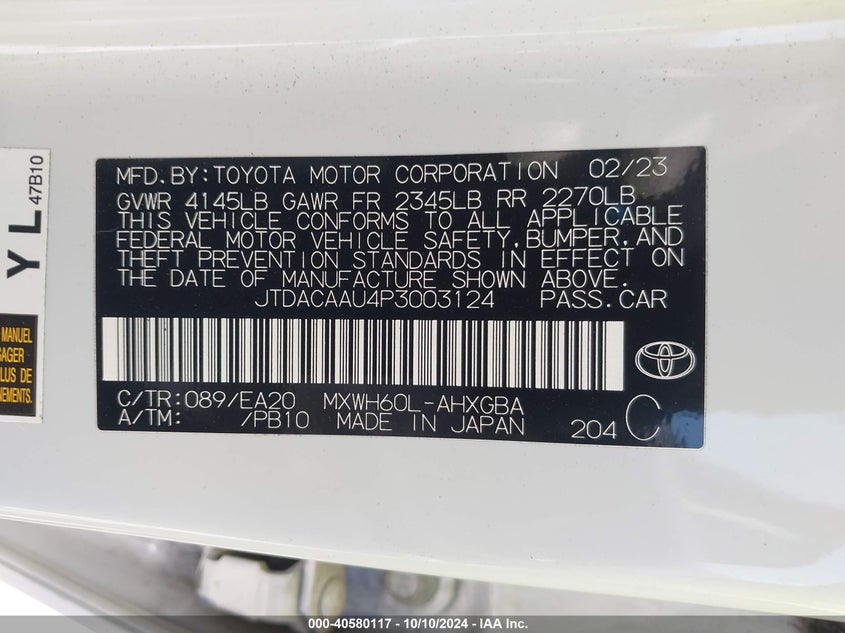 Y L
47B10
MANUEL
AGER
LUS DE
NEMENTS.
MFD.BY:TOYOTA MOTOR CORPORATION 02/23
GVWR 4145LB GAWR FR 2345LB RR 2270LB
THIS VEHICLE CONFORMS TO ALL APPLICABLE
FEDERAL MOTOR VEHICLE SAFETY,BUMPER,AND
THEFT PREVENTION STANDARDS IN EFFECT ON
THE DATE OF MANUFACTURE SHOWN ABOVE.
JTDACAAU4P3003124 PASS.CAR
C/TR:089/EA20 MXWH60L-AHXGBA
A/TM: /PB10 MADE IN JAPAN 204 C
000-40580117 - 10/10/2024 - IAA Inc.